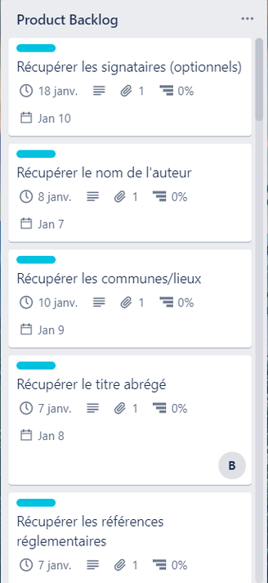 Product Backlog
Récupérer les signataires (optionnels)
18 janv. 1 0%
Jan 10
Récupérer le nom de l'auteur
8 janv. 1 0%
Jan 7
Récupérer les communes/lieux
10 janv. 1 0%
Jan 9
Récupérer le titre abrégé
7 janv. 1 0%
Jan 8
B
Récupérer les références
réglementaires
7 janv. 1 0%